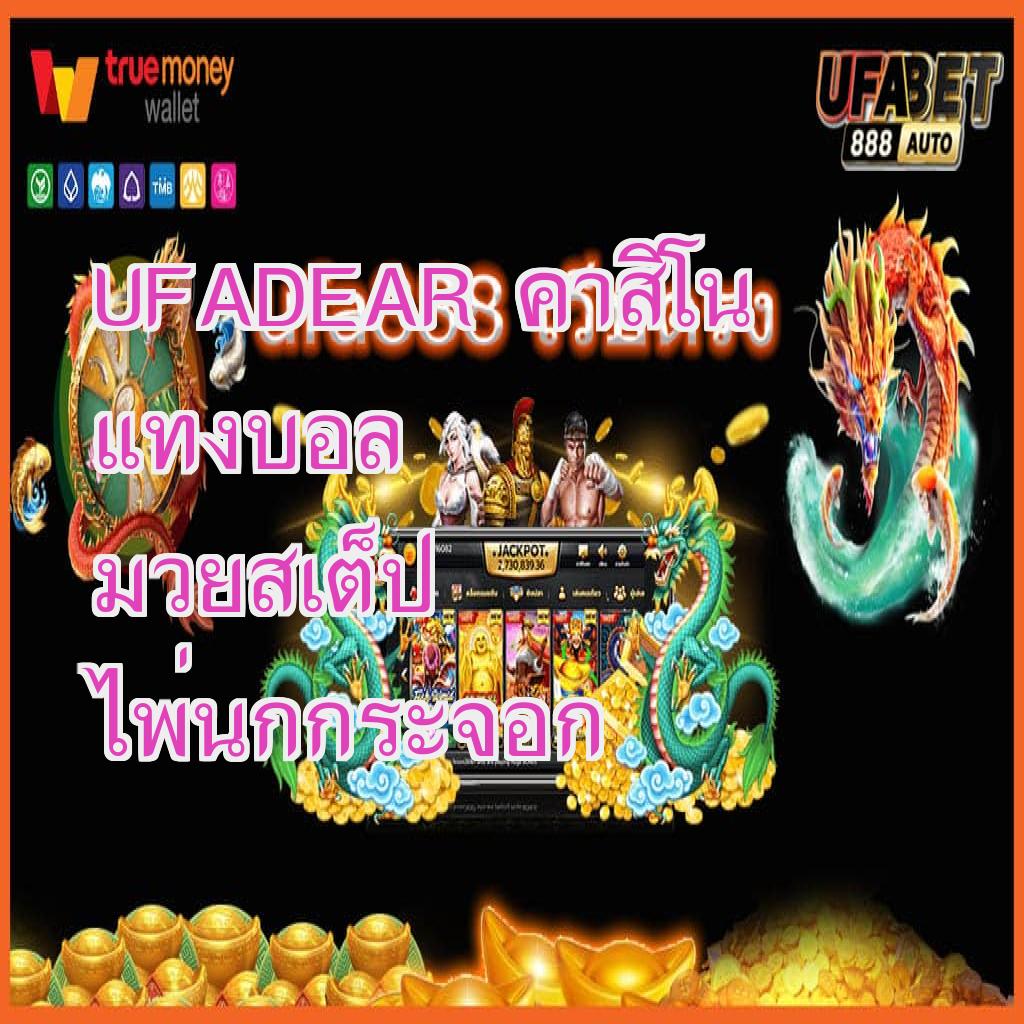 truemoney
wallet
UFABET
888 AUTO
TMB
UFADEAR คาสิโน
แทงบอล
มวยสเต็ป
ไพ่นกกระจอก
JACKPOT
2,730,839.36